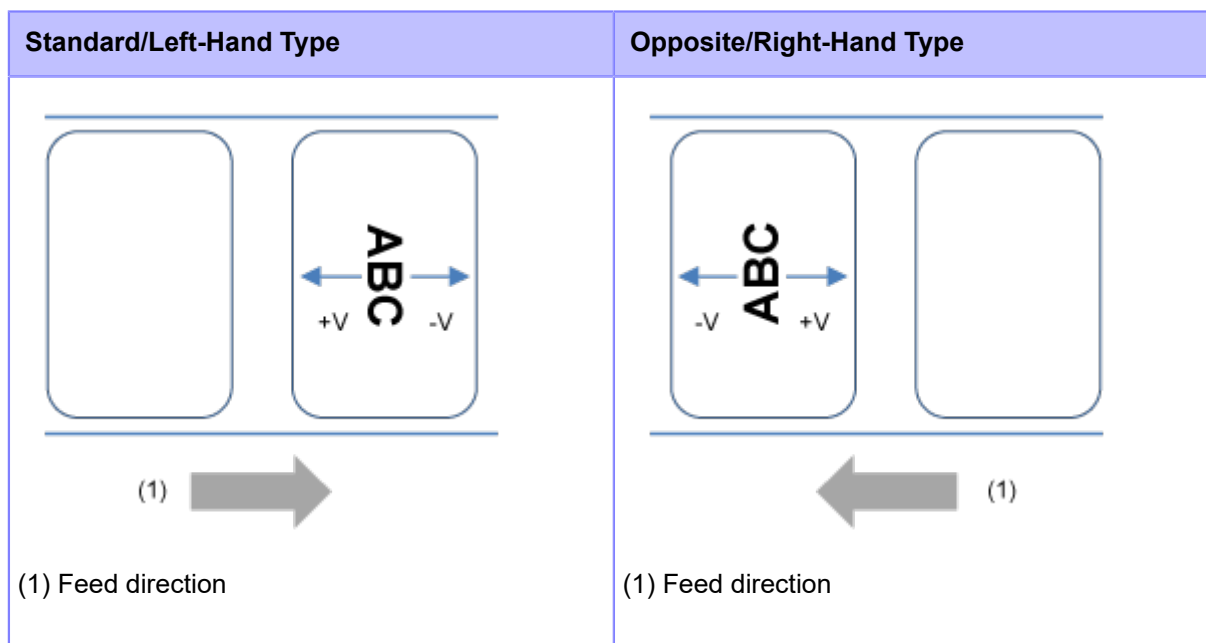 Standard/Left-Hand Type
Opposite/Right-Hand Type
ABC
+V -V
(1)
(1) Feed direction
ABC
-V +V
(1)
(1) Feed direction